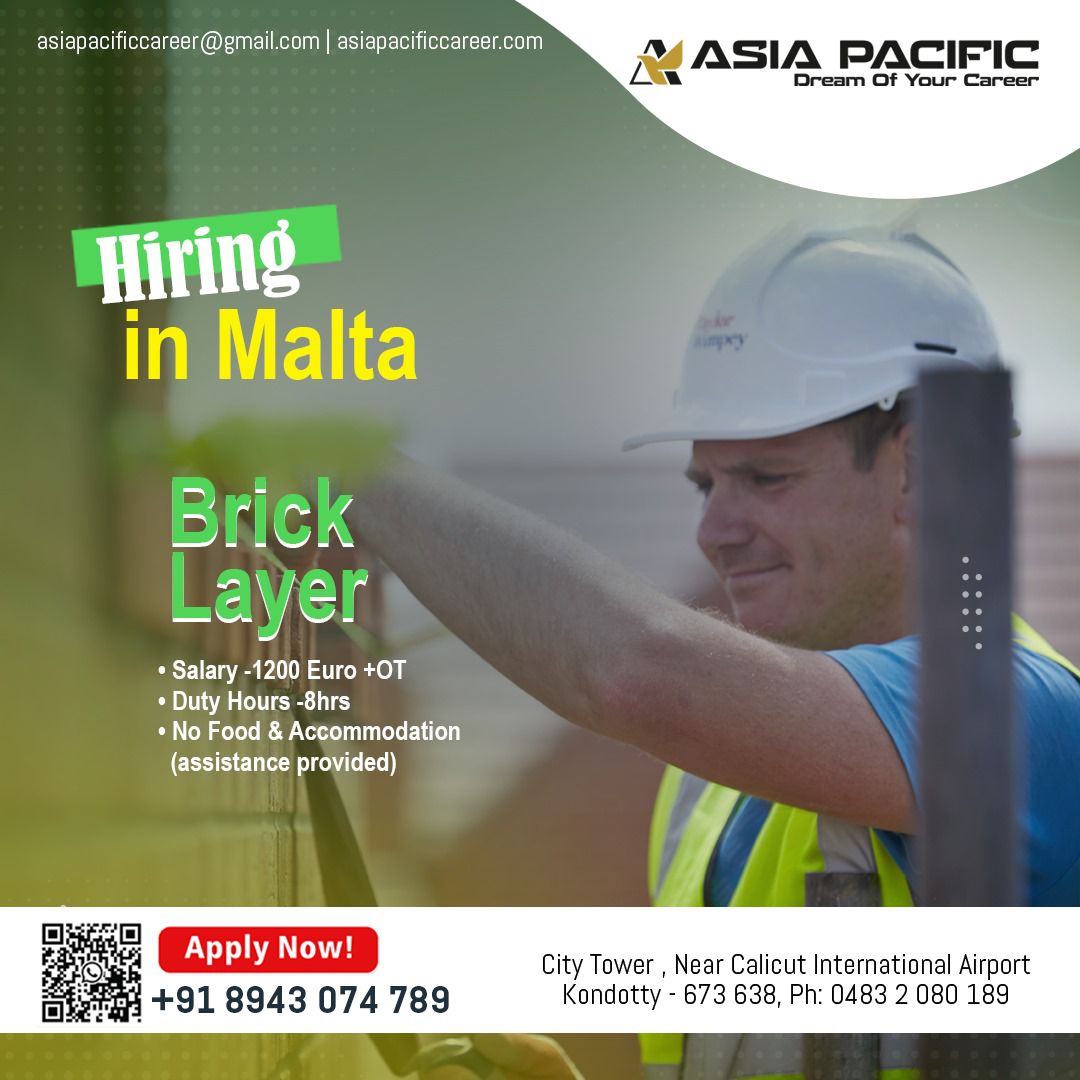 asiapacificcareer@gmail.com | asiapacificcareer.com
ASIA PACIFIC
Dream Of Your Career
Hiring
in Malta
Brick
Layer
• Salary -1200 Euro +OT
• Duty Hours -8hrs
• No Food & Accommodation
(assistance provided)
Apply Now!
+91 8943 074 789
City Tower , Near Calicut International Airport
Kondotty - 673 638, Ph: 0483 2 080 189